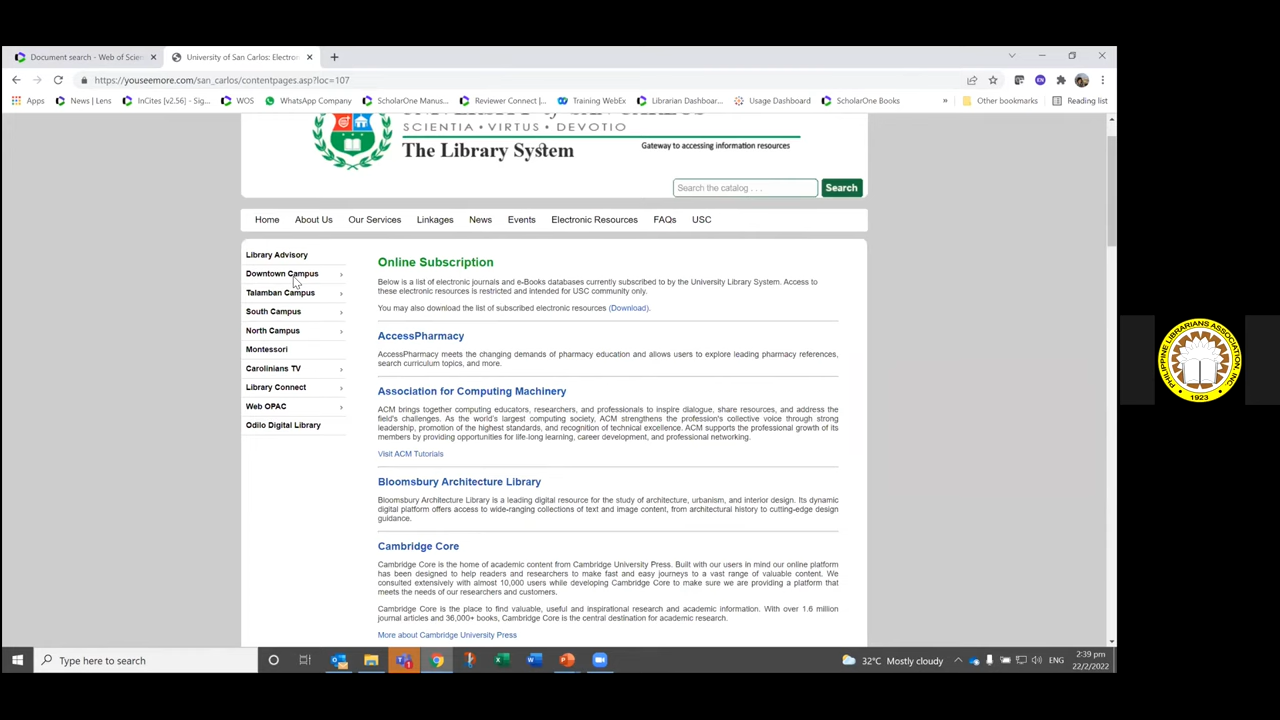 Document search - Web of Scien
University of San Carlos: Electron
https://youseemore.com/san_carlos/contentpages.asp?loc=107
Apps
News | Lens
InCites [v2.56] - Sig...
WOS
WhatsApp Company
ScholarOne Manus...
Reviewer Connect |...
Training WebEx
Librarian Dashboar...
Usage Dashboard
ScholarOne Books
»
Other bookmarks
Reading list
SCIENTIA • VIRTUS • DEVOTIO
The Library System
Gateway to accessing information resources
Search the catalog . . .
Search
Home
About Us
Our Services
Linkages
News
Events
Electronic Resources
FAQs
USC
Library Advisory
Downtown Campus
Talamban Campus
South Campus
North Campus
Montessori
Carolinians TV
Library Connect
Web OPAC
Odilo Digital Library
Online Subscription
Below is a list of electronic journals and e-Books databases currently subscribed to by the University Library System. Access to
these electronic resources is restricted and intended for USC community only.
You may also download the list of subscribed electronic resources (Download).
AccessPharmacy
AccessPharmacy meets the changing demands of pharmacy education and allows users to explore leading pharmacy references,
search curriculum topics, and more.
Association for Computing Machinery
ACM brings together computing educators, researchers, and professionals to inspire dialogue, share resources, and address the
field's challenges. As the world's largest computing society, ACM strengthens the profession's collective voice through strong
leadership, promotion of the highest standards, and recognition of technical excellence. ACM supports the professional growth of its
members by providing opportunities for life-long learning, career development, and professional networking.
Visit ACM Tutorials
Bloomsbury Architecture Library
Bloomsbury Architecture Library is a leading digital resource for the study of architecture, urbanism, and interior design. Its dynamic
digital platform offers access to wide-ranging collections of text and image content, from architectural history to cutting-edge design
guidance.
Cambridge Core
Cambridge Core is the home of academic content from Cambridge University Press. Built with our users in mind our online platform
has been designed to help readers and researchers to make fast and easy journeys to a vast range of valuable content. We
consulted extensively with almost 10,000 users while developing Cambridge Core to make sure we are providing a platform that
meets the needs of our researchers and customers.
Cambridge Core is the place to find valuable, useful and inspirational research and academic information. With over 1.6 million
journal articles and 36,000+ books, Cambridge Core is the central destination for academic research.
More about Cambridge University Press
Type here to search
32°C Mostly cloudy
ENG
2:39 pm
22/2/2022
PHILIPPINE LIBRARIANS ASSOCIATION, INC
1923